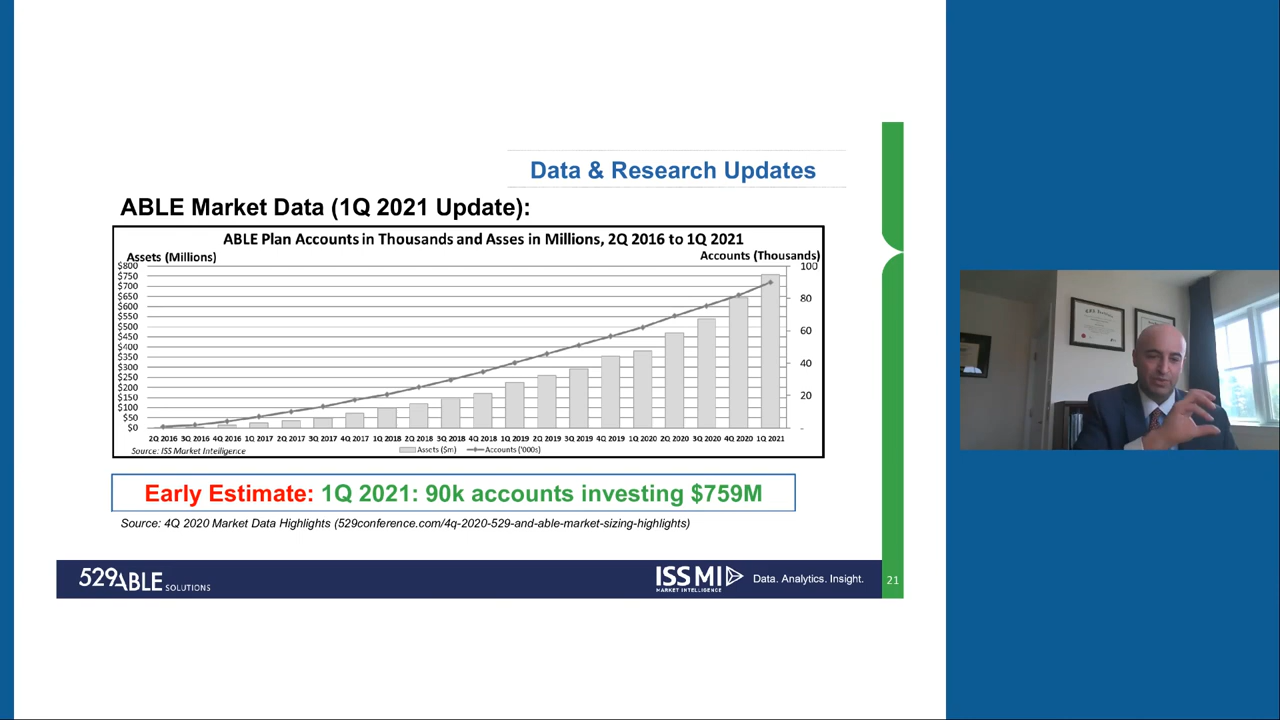 Data & Research Updates
ABLE Market Data (1Q 2021 Update):
ABLE Plan Accounts in Thousands and Asses in Millions, 2Q 2016 to 1Q 2021
Assets (Millions)
Accounts (Thousands)
$800
$750
$700
$650
$600
$550
$500
$450
$400
$350
$300
$250
$200
$150
$100
$50
$0
100
80
60
40
20
-
2Q 2016 3Q 2016 4Q 2016 1Q 2017 2Q 2017 3Q 2017 4Q 2017 1Q 2018 2Q 2018 3Q 2018 4Q 2018 1Q 2019 2Q 2019 3Q 2019 4Q 2019 1Q 2020 2Q 2020 3Q 2020 4Q 2020 1Q 2021
Source: ISS Market Intelligence
Assets ($m) Accounts ('000s)
Early Estimate: 1Q 2021: 90k accounts investing $759M
Source: 4Q 2020 Market Data Highlights (529conference.com/4q-2020-529-and-able-market-sizing-highlights)
529ABLE SOLUTIONS
ISS MI
MARKET INTELLIGENCE
Data. Analytics. Insight.
21